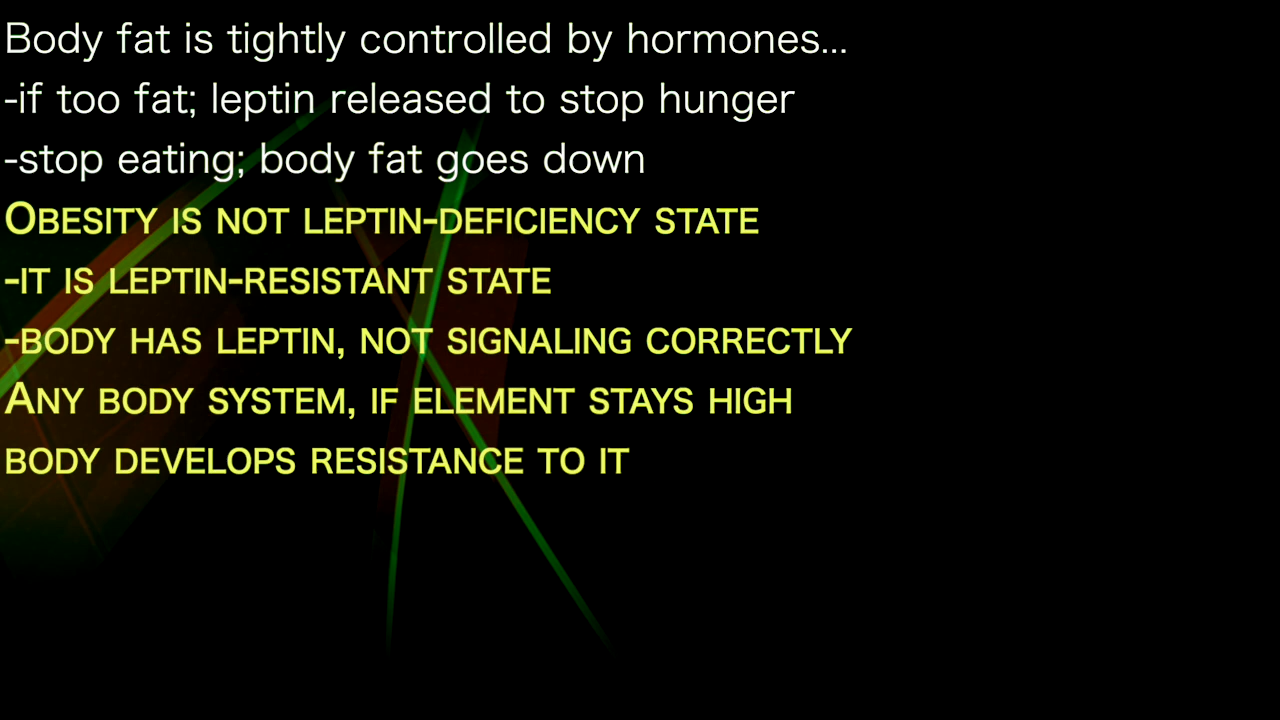 Body fat is tightly controlled by hormones...
-if too fat; leptin released to stop hunger
-stop eating; body fat goes down
OBESITY IS NOT LEPTIN-DEFICIENCY STATE
-IT IS LEPTIN-RESISTANT STATE
-BODY HAS LEPTIN, NOT SIGNALING CORRECTLY
ANY BODY SYSTEM, IF ELEMENT STAYS HIGH
BODY DEVELOPS RESISTANCE TO IT